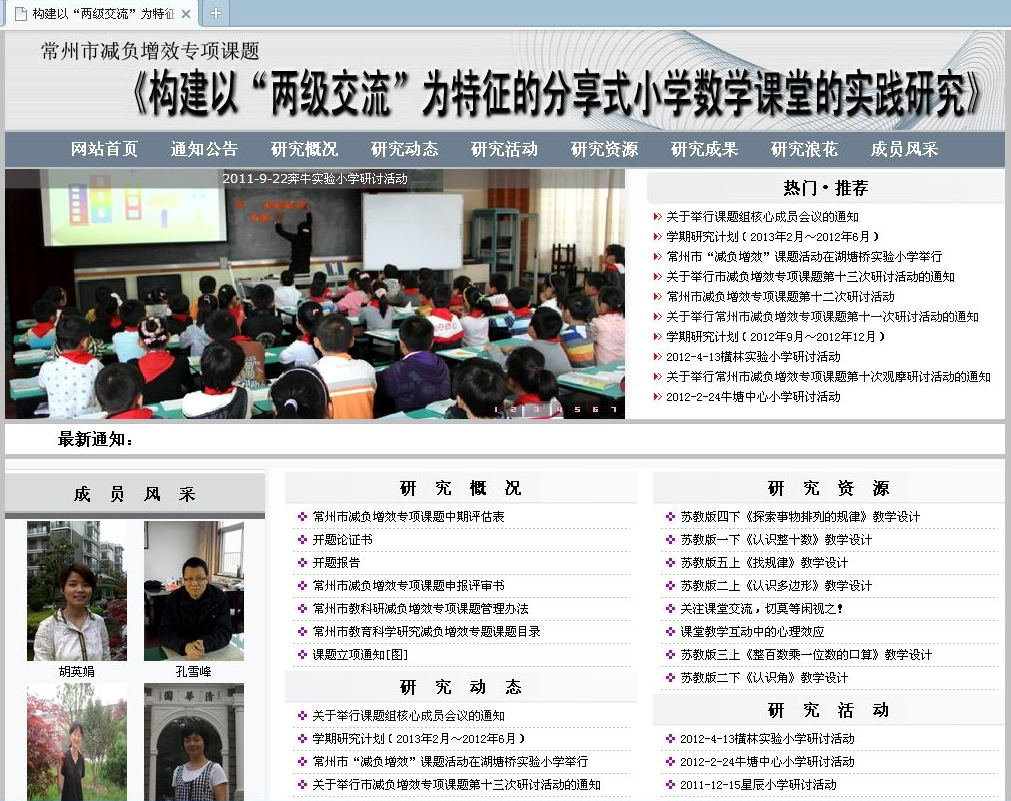 构建以“两级交流”为特征
常州市减负增效专项课题
《构建以“两级交流”为特征的分享式小学数学课堂的实践研究》
网站首页 通知公告 研究概况 研究动态 研究活动 研究资源 研究成果 研究浪花 成员风采
2011-9-22奔牛实验小学研讨活动
1 2 3 4 5 6 7
热门·推荐
关于举行课题组核心成员会议的通知
学期研究计划（2013年2月～2012年6月）
常州市“减负增效”课题活动在湖塘桥实验小学举行
关于举行市减负增效专项课题第十三次研讨活动的通知
常州市减负增效专项课题第十二次研讨活动
关于举行常州市减负增效专项课题第十一次研讨活动的通知
学期研究计划（2012年9月～2012年12月）
2012-4-13横林实验小学研讨活动
关于举行常州市减负增效专项课题第十次观摩研讨活动的通知
2012-2-24牛塘中心小学研讨活动
最新通知：
成 员 风 采
胡英娟
孔雪峰
清华园
研 究 概 况
常州市减负增效专项课题中期评估表
开题论证书
开题报告
常州市减负增效专项课题申报评审书
常州市教科研减负增效专项课题管理办法
常州市教育科学研究减负增效专题课题目录
课题立项通知[图]
研 究 动 态
关于举行课题组核心成员会议的通知
学期研究计划（2013年2月～2012年6月）
常州市“减负增效”课题活动在湖塘桥实验小学举行
关于举行市减负增效专项课题第十三次研讨活动的通知
研 究 资 源
苏教版四下《探索事物排列的规律》教学设计
苏教版一下《认识整十数》教学设计
苏教版五上《找规律》教学设计
苏教版二上《认识多边形》教学设计
关注课堂交流，切莫等闲视之！
课堂教学互动中的心理效应
苏教版三上《整百数乘一位数的口算》教学设计
苏教版二下《认识角》教学设计
研 究 活 动
2012-4-13横林实验小学研讨活动
2012-2-24牛塘中心小学研讨活动
2011-12-15星辰小学研讨活动